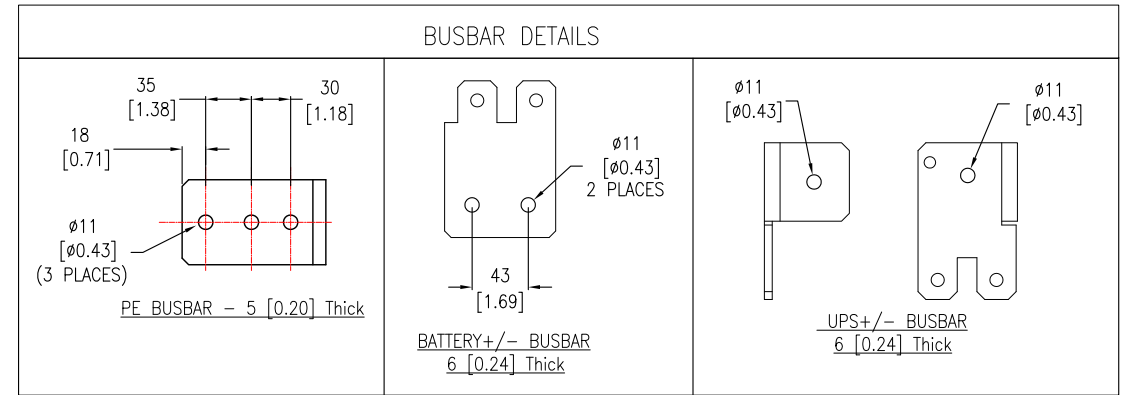 BUSBAR DETAILS
35
[1.38]
30
[1.18]
18
[0.71]
ø11
[ø0.43]
(3 PLACES)
PE BUSBAR - 5 [0.20] Thick
ø11
[ø0.43]
2 PLACES
43
[1.69]
BATTERY+/- BUSBAR
6 [0.24] Thick
ø11
[ø0.43]
ø11
[ø0.43]
UPS+/- BUSBAR
6 [0.24] Thick